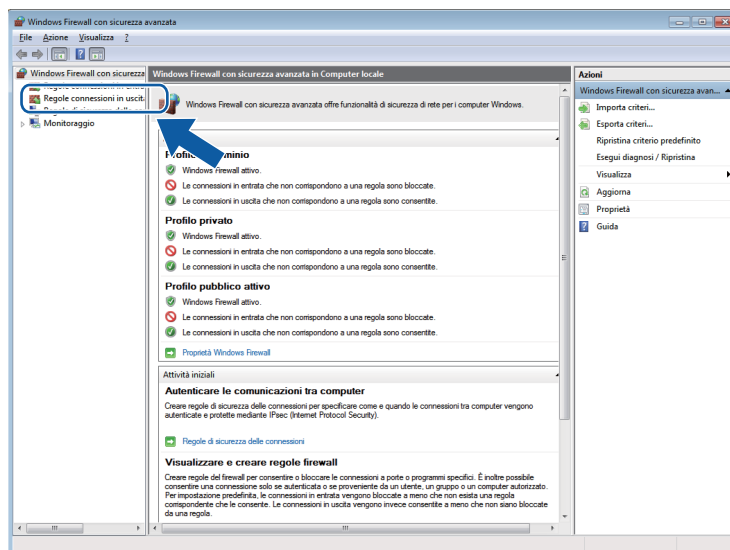 Windows Firewall con sicurezza avanzata
File Azione Visualizza ?
Windows Firewall con sicurezza
Regole connessioni in uscit
Monitoraggio
Windows Firewall con sicurezza avanzata in Computer locale
Windows Firewall con sicurezza avanzata offre funzionalità di sicurezza di rete per i computer Windows.
Windows Firewall attivo.
Le connessioni in entrata che non corrispondono a una regola sono bloccate.
Le connessioni in uscita che non corrispondono a una regola sono consentite.
Profilo privato
Windows Firewall attivo.
Le connessioni in entrata che non corrispondono a una regola sono bloccate.
Le connessioni in uscita che non corrispondono a una regola sono consentite.
Profilo pubblico attivo
Windows Firewall attivo.
Le connessioni in entrata che non corrispondono a una regola sono bloccate.
Le connessioni in uscita che non corrispondono a una regola sono consentite.
Proprietà Windows Firewall
Attività iniziali
Autenticare le comunicazioni tra computer
Creare regole di sicurezza delle connessioni per specificare come e quando le connessioni tra computer vengono
autenticate e protette mediante IPsec (Internet Protocol Security).
Regole di sicurezza delle connessioni
Visualizzare e creare regole firewall
Creare regole del firewall per consentire o bloccare le connessioni a porte o programmi specifici. È inoltre possibile
consentire una connessione solo se autenticata o se proveniente da un utente, un gruppo o un computer autorizzato.
Per impostazione predefinita, le connessioni in entrata vengono bloccate a meno che non esista una regola
corrispondente che le consente. Le connessioni in uscita vengono invece consentite a meno che non siano bloccate
da una regola.
Azioni
Windows Firewall con sicurezza avan...
Importa criteri...
Esporta criteri...
Ripristina criterio predefinito
Esegui diagnosi / Ripristina
Visualizza
Aggiorna
Proprietà
Guida